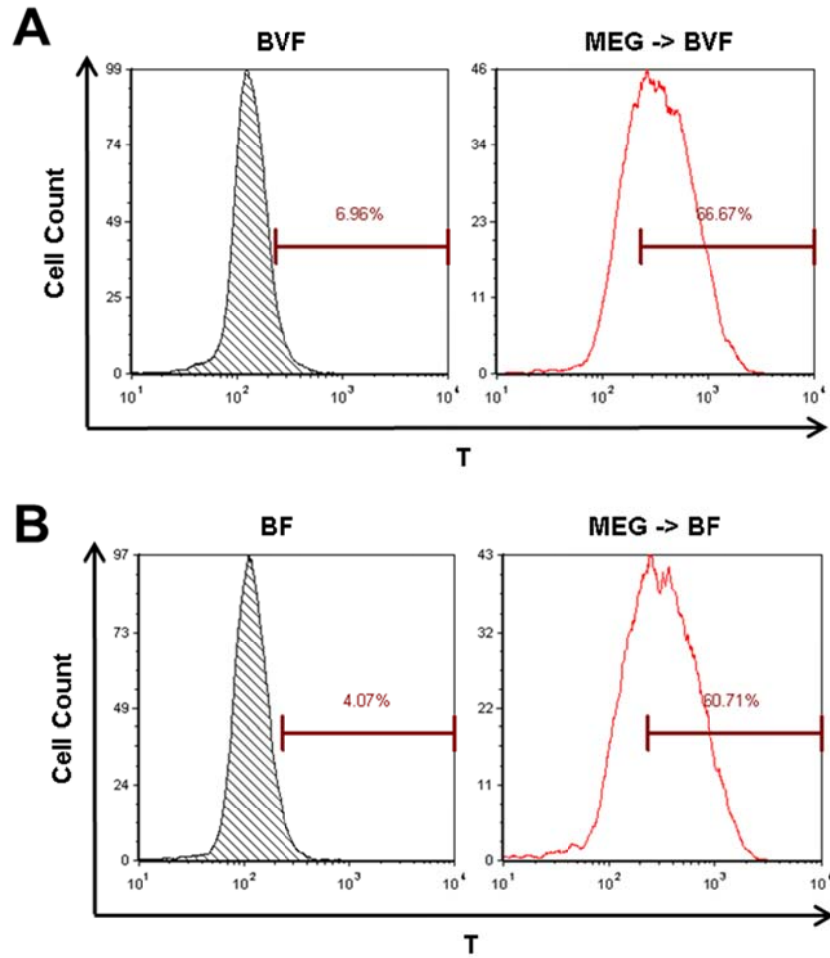 A
BVF
MEG -> BVF
99
74
49
25
0
6.96%
10¹ 10² 10³ 10⁴
46
34
23
11
0
66.67%
10¹ 10² 10³ 10⁴
Cell Count
T
B
BF
MEG -> BF
97
73
49
24
0
4.07%
10¹ 10² 10³ 10⁴
43
32
22
11
0
60.71%
10¹ 10² 10³ 10⁴
Cell Count
T